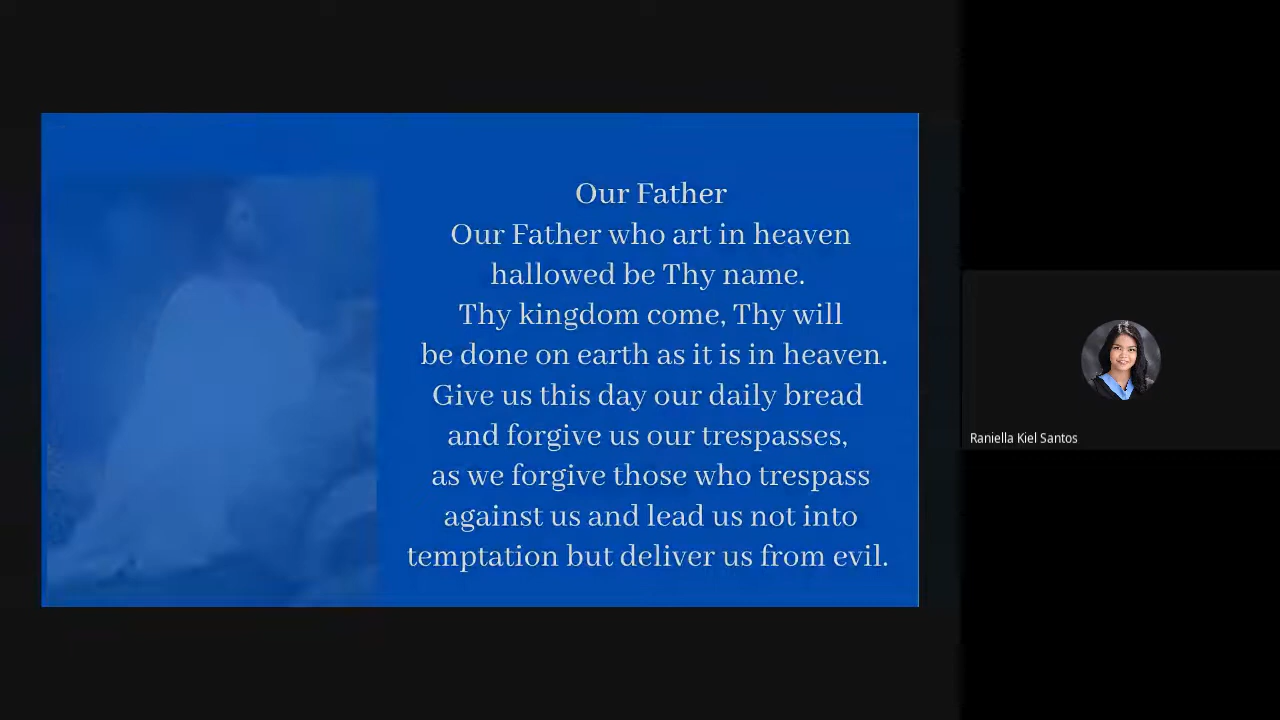 Our Father
Our Father who art in heaven
hallowed be Thy name.
Thy kingdom come, Thy will
be done on earth as it is in heaven.
Give us this day our daily bread
and forgive us our trespasses,
as we forgive those who trespass
against us and lead us not into
temptation but deliver us from evil.
Raniella Kiel Santos